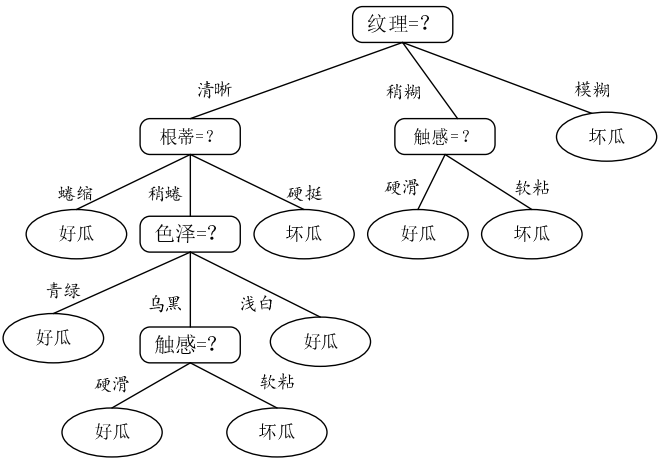 纹理=?
清晰
稍糊
模糊
根蒂=?
触感=?
坏瓜
蜷缩
稍蜷
硬挺
硬滑
软粘
好瓜
色泽=?
坏瓜
好瓜
坏瓜
青绿
乌黑
浅白
好瓜
触感=?
好瓜
硬滑
软粘
好瓜
坏瓜